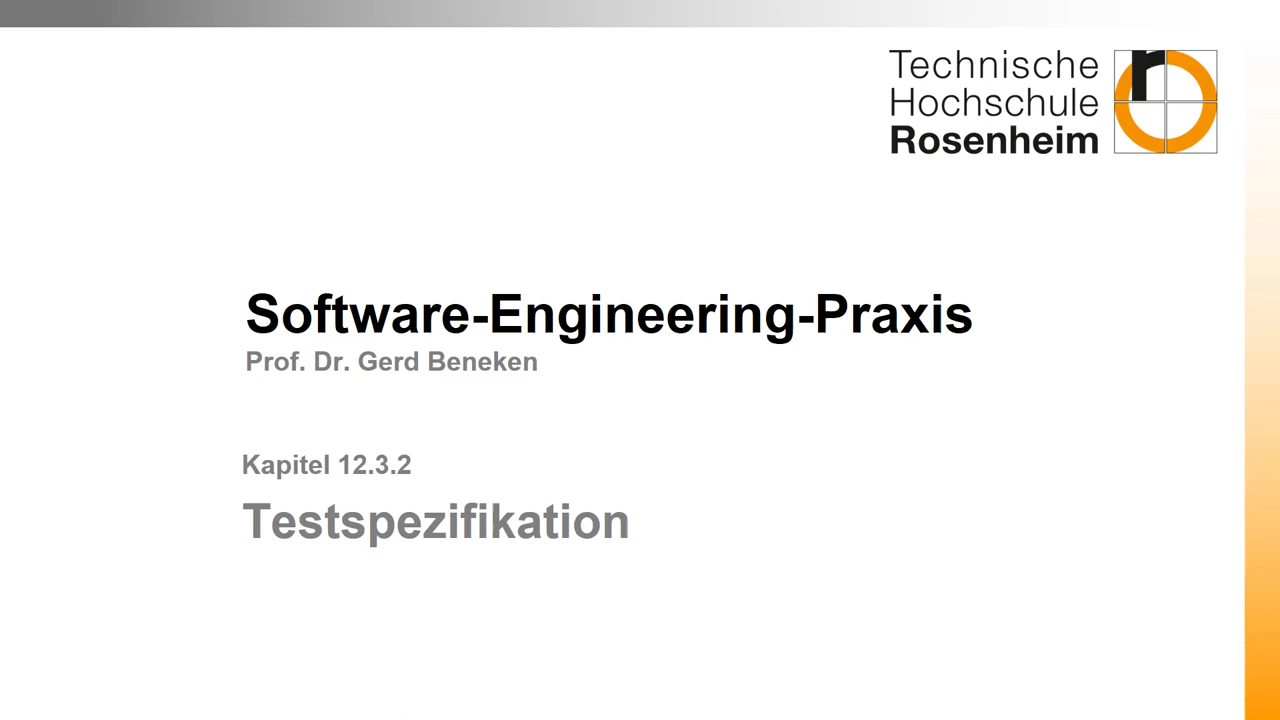 Technische
Hochschule
Rosenheim
Software-Engineering-Praxis
Prof. Dr. Gerd Beneken
Kapitel 12.3.2
Testspezifikation